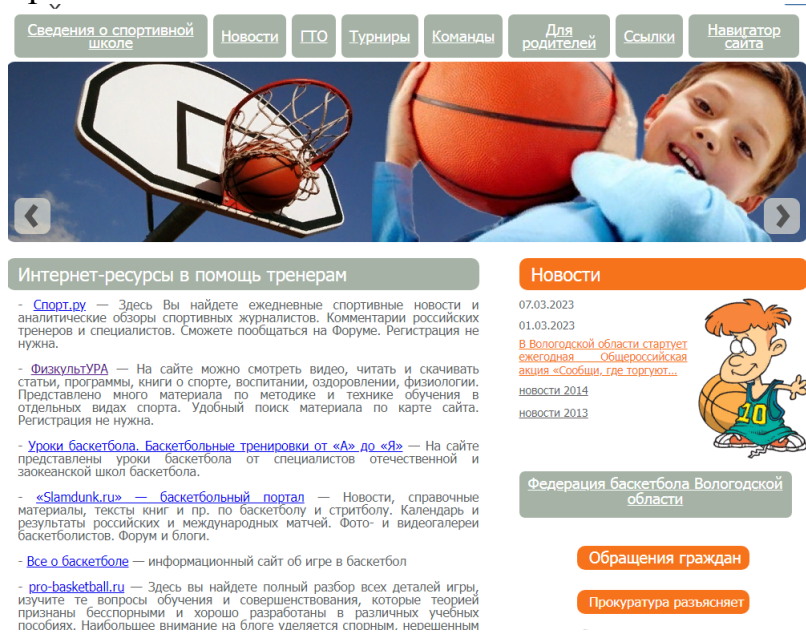 Сведения о спортивной
школе
Новости
ГТО
Турниры
Команды
Для
родителей
Ссылки
Навигатор
сайта
Интернет-ресурсы в помощь тренерам
- Спорт.ру — Здесь Вы найдете ежедневные спортивные новости и
аналитические обзоры спортивных журналистов. Комментарии российских
тренеров и специалистов. Сможете пообщаться на Форуме. Регистрация не
нужна.
- ФизкультУРА — На сайте можно смотреть видео, читать и скачивать
статьи, программы, книги о спорте, воспитании, оздоровлении, физиологии.
Представлено много материала по методике и технике обучения в
отдельных видах спорта. Удобный поиск материала по карте сайта.
Регистрация не нужна.
- Уроки баскетбола. Баскетбольные тренировки от «А» до «Я» — На сайте
представлены уроки баскетбола от специалистов отечественной и
заокеанской школ баскетбола.
- «Slamdunk.ru» — баскетбольный портал — Новости, справочные
материалы, тексты книг и пр. по баскетболу и стритболу. Календарь и
результаты российских и международных матчей. Фото- и видеогалереи
баскетболистов. Форум и блоги.
- Все о баскетболе — информационный сайт об игре в баскетбол
- pro-basketball.ru — Здесь вы найдете полный разбор всех деталей игры,
изучите те вопросы обучения и совершенствования, которые теорией
признаны бесспорными и хорошо разработаны в различных учебных
пособиях. Наибольшее внимание на блоге уделяется спорным, нерешенным
Новости
07.03.2023
01.03.2023
В Вологодской области стартует
ежегодная Общероссийская
акция «Сообщи, где торгуют...
новости 2014
новости 2013
10
Федерация баскетбола Вологодской
области
Обращения граждан
Прокуратура разъясняет